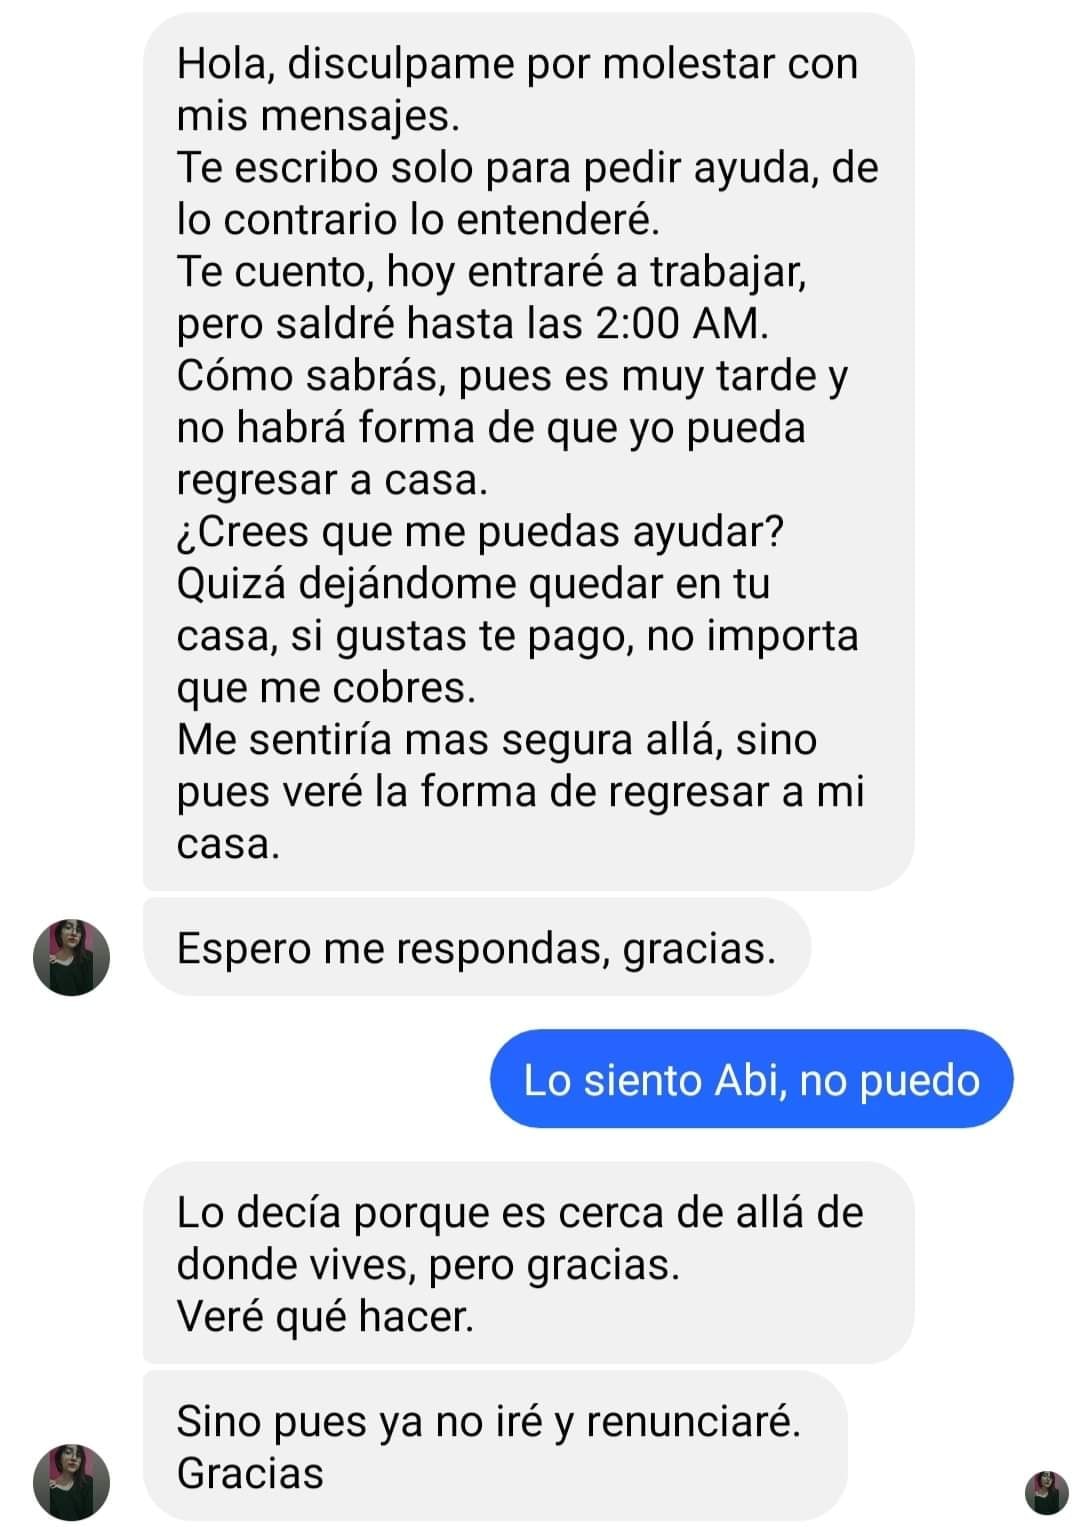 Hola, disculpame por molestar con
mis mensajes.
Te escribo solo para pedir ayuda, de
lo contrario lo entenderé.
Te cuento, hoy entraré a trabajar,
pero saldré hasta las 2:00 AM.
Cómo sabrás, pues es muy tarde y
no habrá forma de que yo pueda
regresar a casa.
¿Crees que me puedas ayudar?
Quizá dejándome quedar en tu
casa, si gustas te pago, no importa
que me cobres.
Me sentiría mas segura allá, sino
pues veré la forma de regresar a mi
casa.
Espero me respondas, gracias.
Lo siento Abi, no puedo
Lo decía porque es cerca de allá de
donde vives, pero gracias.
Veré qué hacer.
Sino pues ya no iré y renunciaré.
Gracias